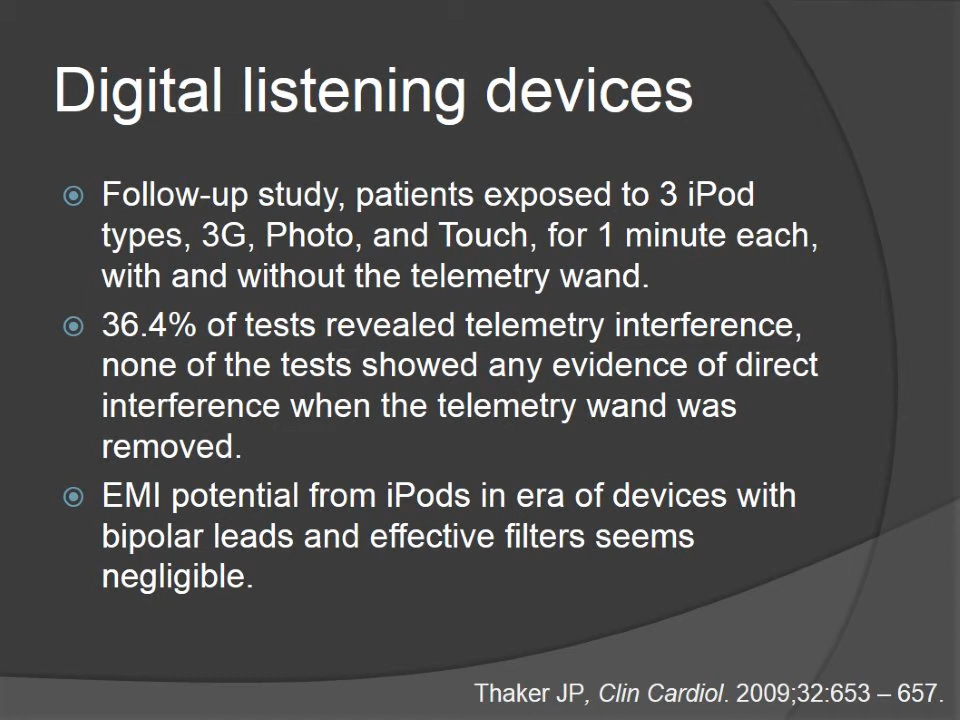 Digital listening devices
Follow-up study, patients exposed to 3 iPod
types, 3G, Photo, and Touch, for 1 minute each,
with and without the telemetry wand.
36.4% of tests revealed telemetry interference,
none of the tests showed any evidence of direct
interference when the telemetry wand was
removed.
EMI potential from iPods in era of devices with
bipolar leads and effective filters seems
negligible.
Thaker JP, Clin Cardiol. 2009;32:653 – 657.